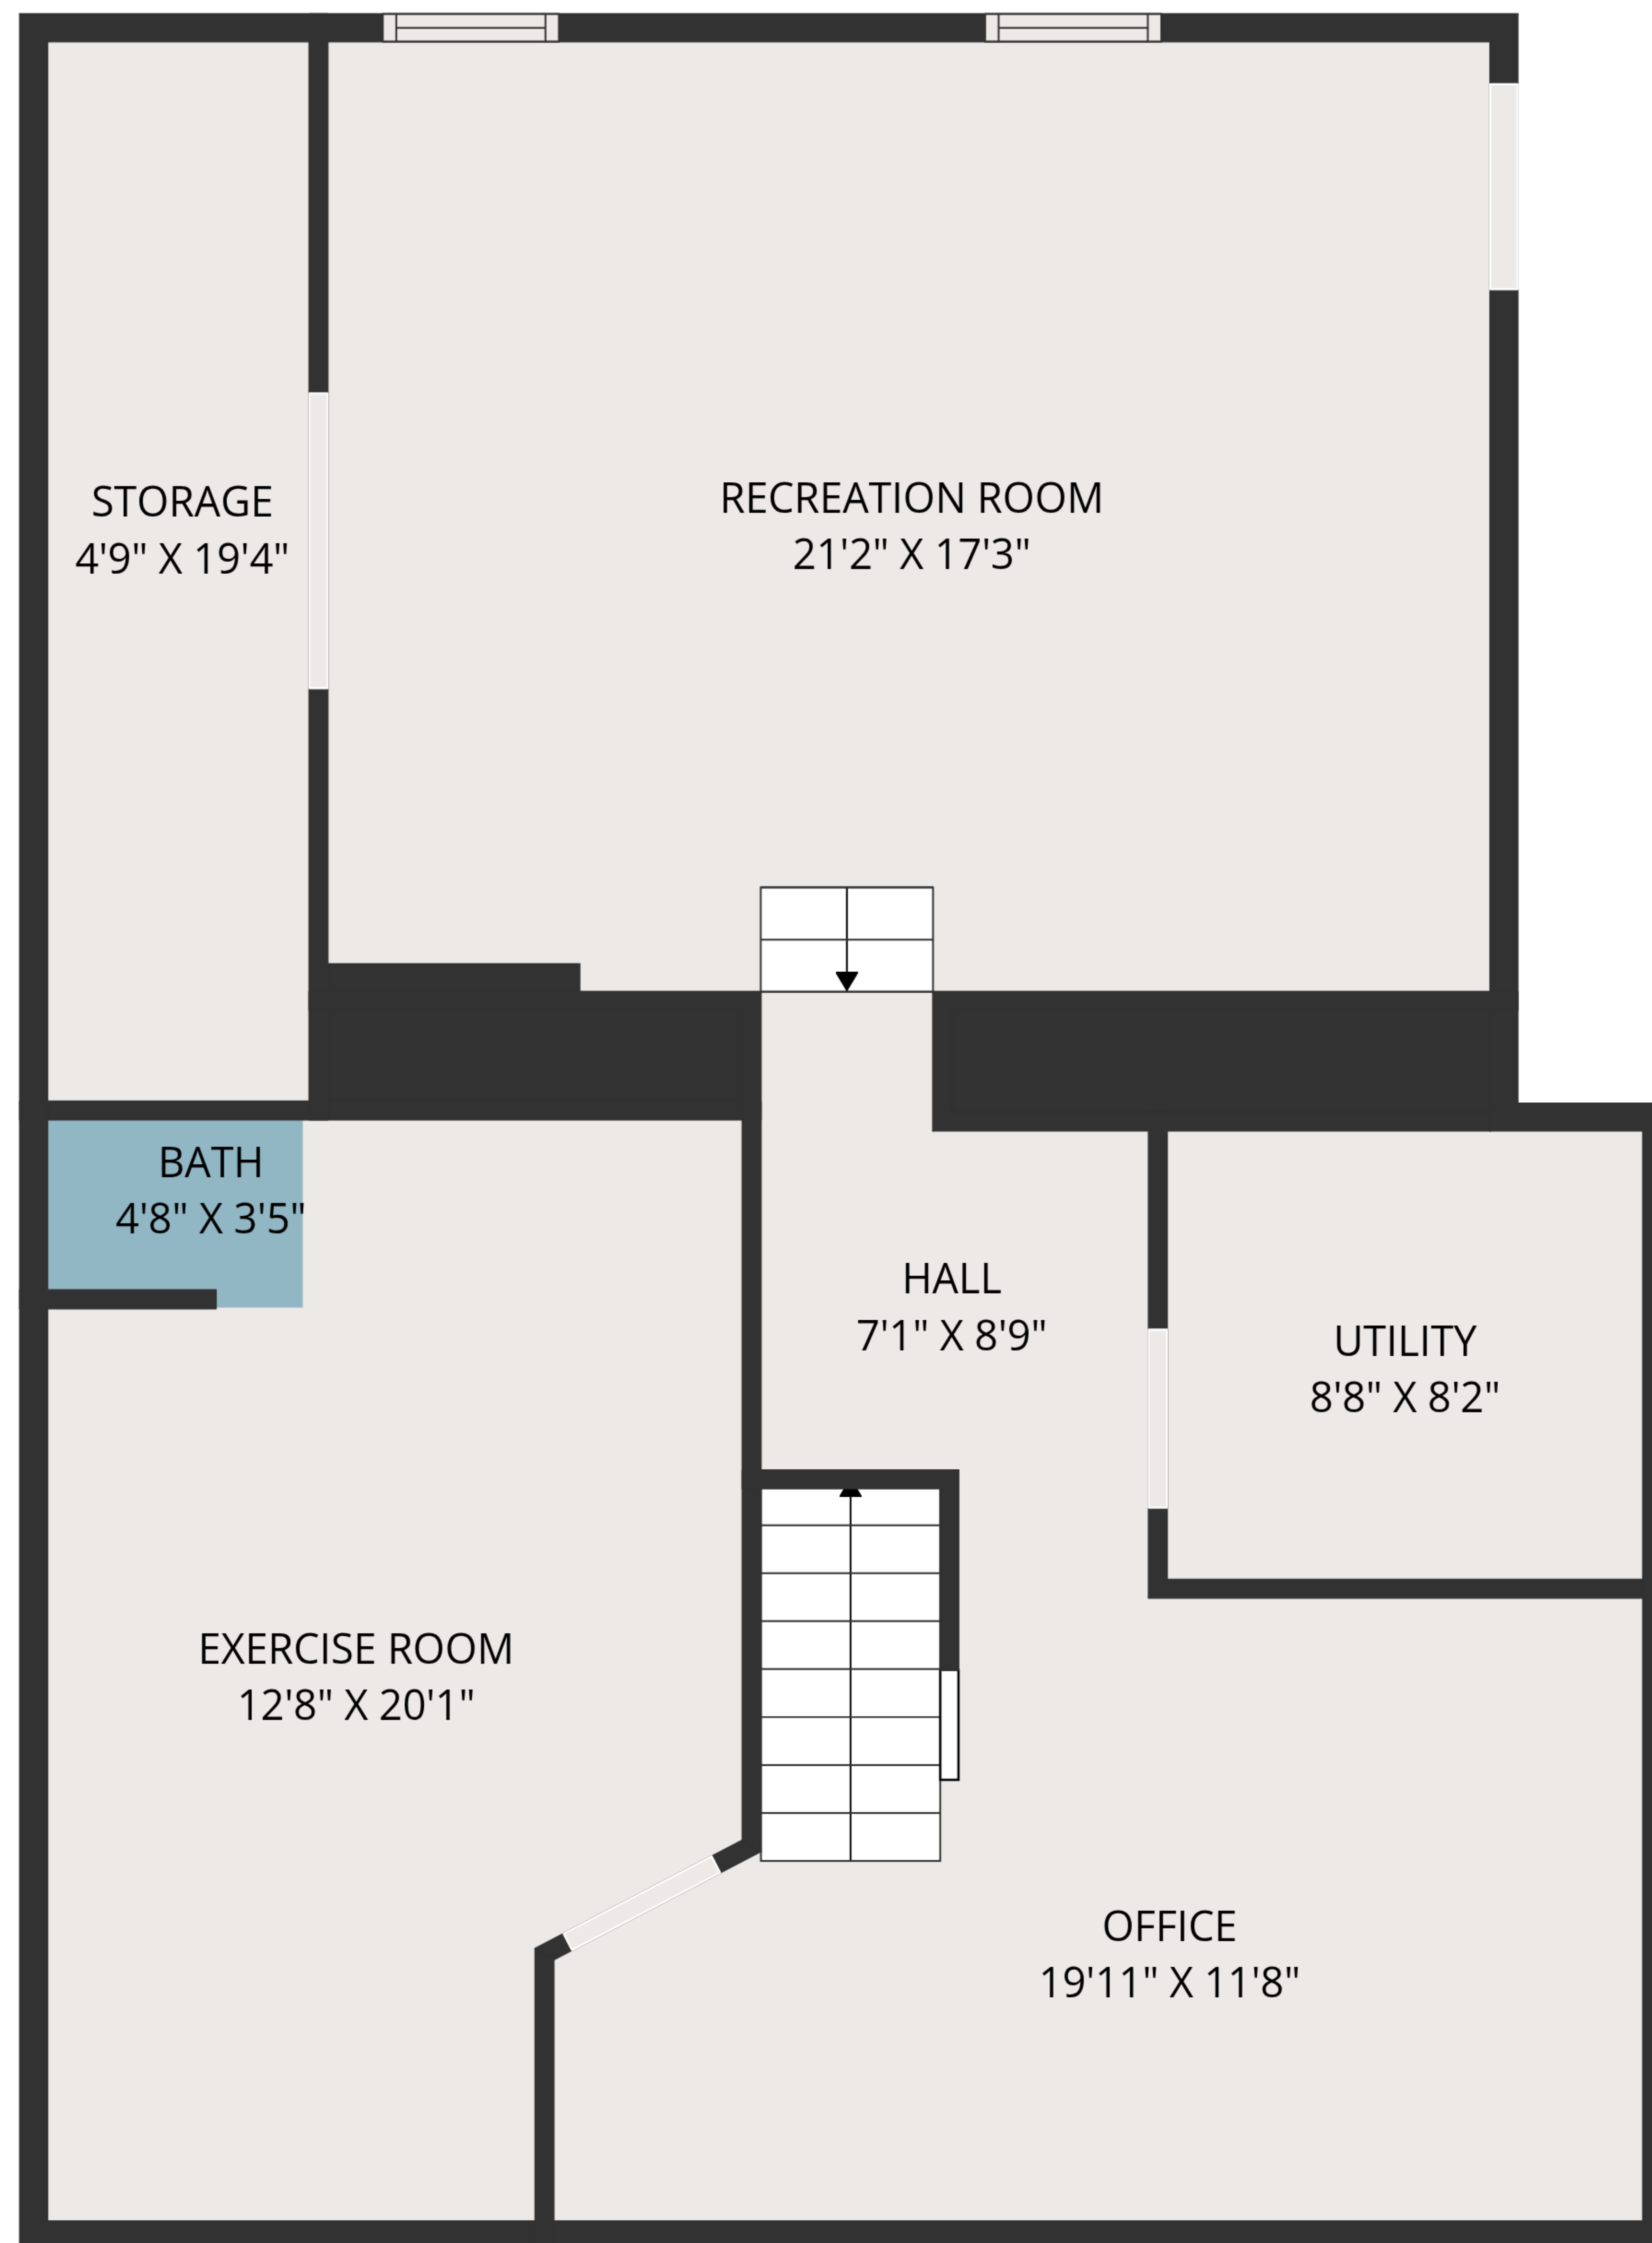 STORAGE
4'9" X 19'4"
RECREATION ROOM
21'2" X 17'3"
BATH
4'8" X 3'5"
HALL
7'1" X 8'9"
UTILITY
8'8" X 8'2"
EXERCISE ROOM
12'8" X 20'1"
OFFICE
19'11" X 11'8"